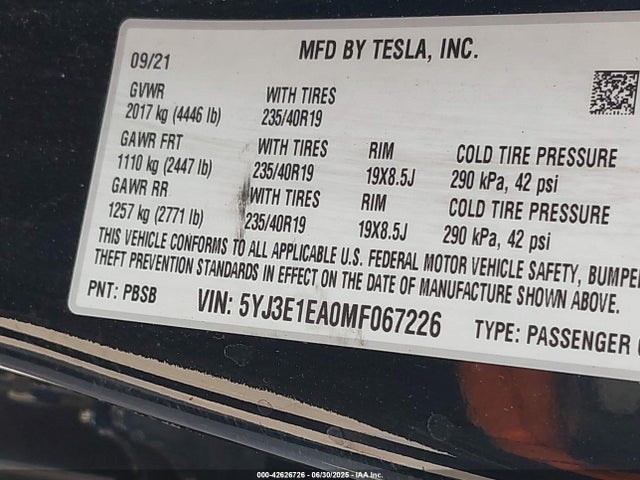 MFD BY TESLA, INC.
09/21
GVWR WITH TIRES
2017 kg (4446 lb) 235/40R19
GAWR FRT WITH TIRES RIM COLD TIRE PRESSURE
1110 kg (2447 lb) 235/40R19 19X8.5J 290 kPa, 42 psi
GAWR RR WITH TIRES RIM COLD TIRE PRESSURE
1257 kg (2771 lb) 235/40R19 19X8.5J 290 kPa, 42 psi
THIS VEHICLE CONFORMS TO ALL APPLICABLE U.S. FEDERAL MOTOR VEHICLE SAFETY, BUMPE
THEFT PREVENTION STANDARDS IN EFFECT ON THE DATE OF MANUFACTURE SHOWN ABOVE.
PNT: PBSB VIN: 5YJ3E1EA0MF067226 TYPE: PASSENGER
000-42626726 - 06/30/2025 - IAA, Inc.